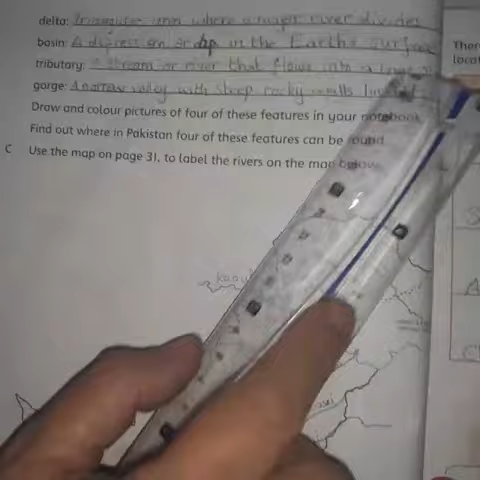 delta: Triangular area where a major river divides
basin: A depression or dip in the Earth's surface
tributary: A stream or river that flows into a
gorge: A narrow valley with steep rocky walls
Draw and colour pictures of four of these features in your notebook.
Find out where in Pakistan four of these features can be found.
C Use the map on page 31, to label the rivers on the map below.